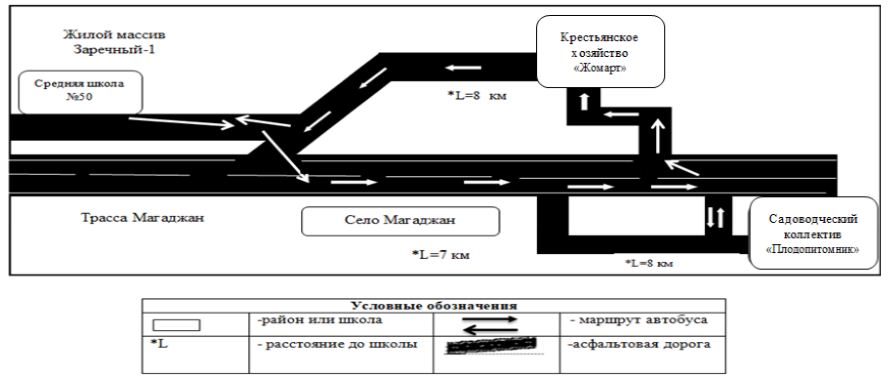 Жилой массив
Заречный-1
Средняя школа
№50
Крестьянское
х озяйство
«Жомарт»
*L=8 км
Трасса Магаджан
Село Магаджан
*L=7 км
*L=8 км
Садоводческий
коллектив
«Плодопитомник»
Условные обозначения
-район или школа
- маршрут автобуса
*L
- расстояние до школы
-асфальтовая дорога